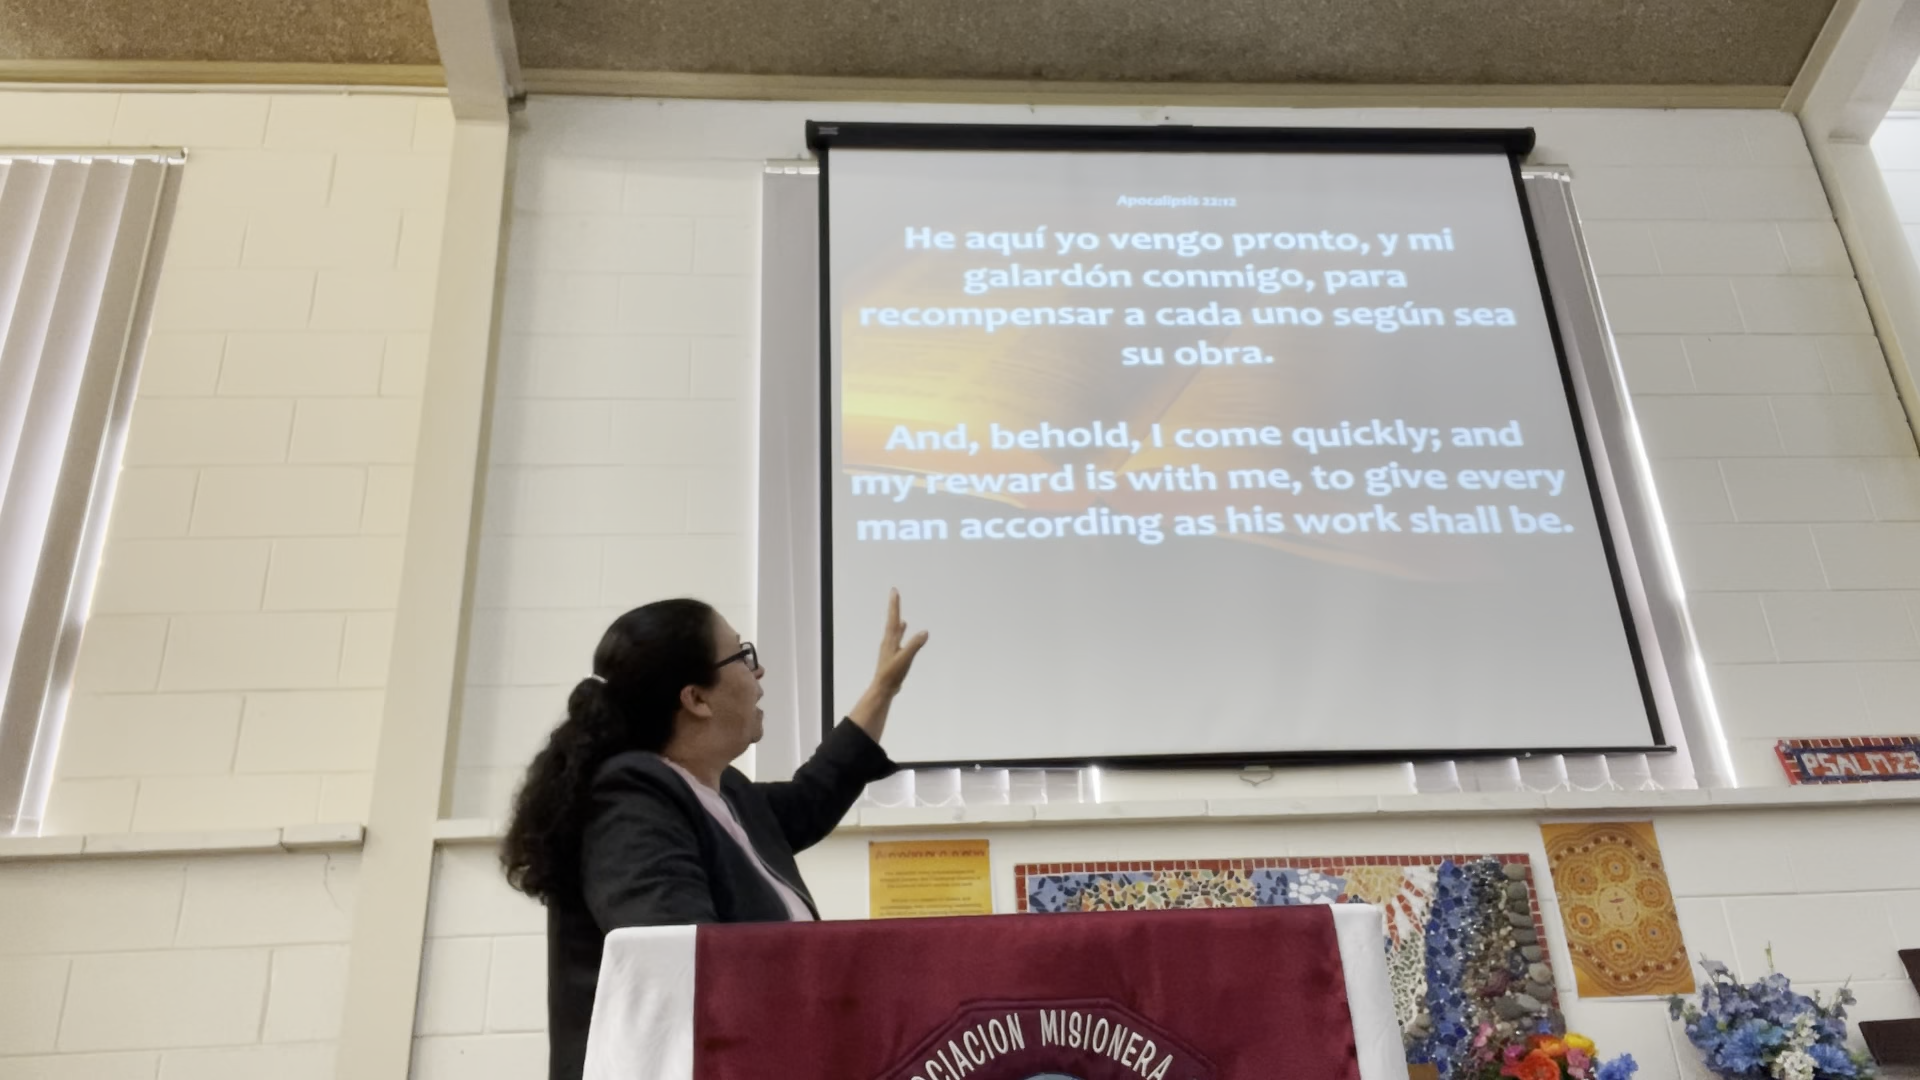 Apocalipsis 22:12
He aquí yo vengo pronto, y mi
galardón conmigo, para
recompensar a cada uno según sea
su obra.
And, behold, I come quickly; and
my reward is with me, to give every
man according as his work shall be.
PSALM 23
MISIONERA